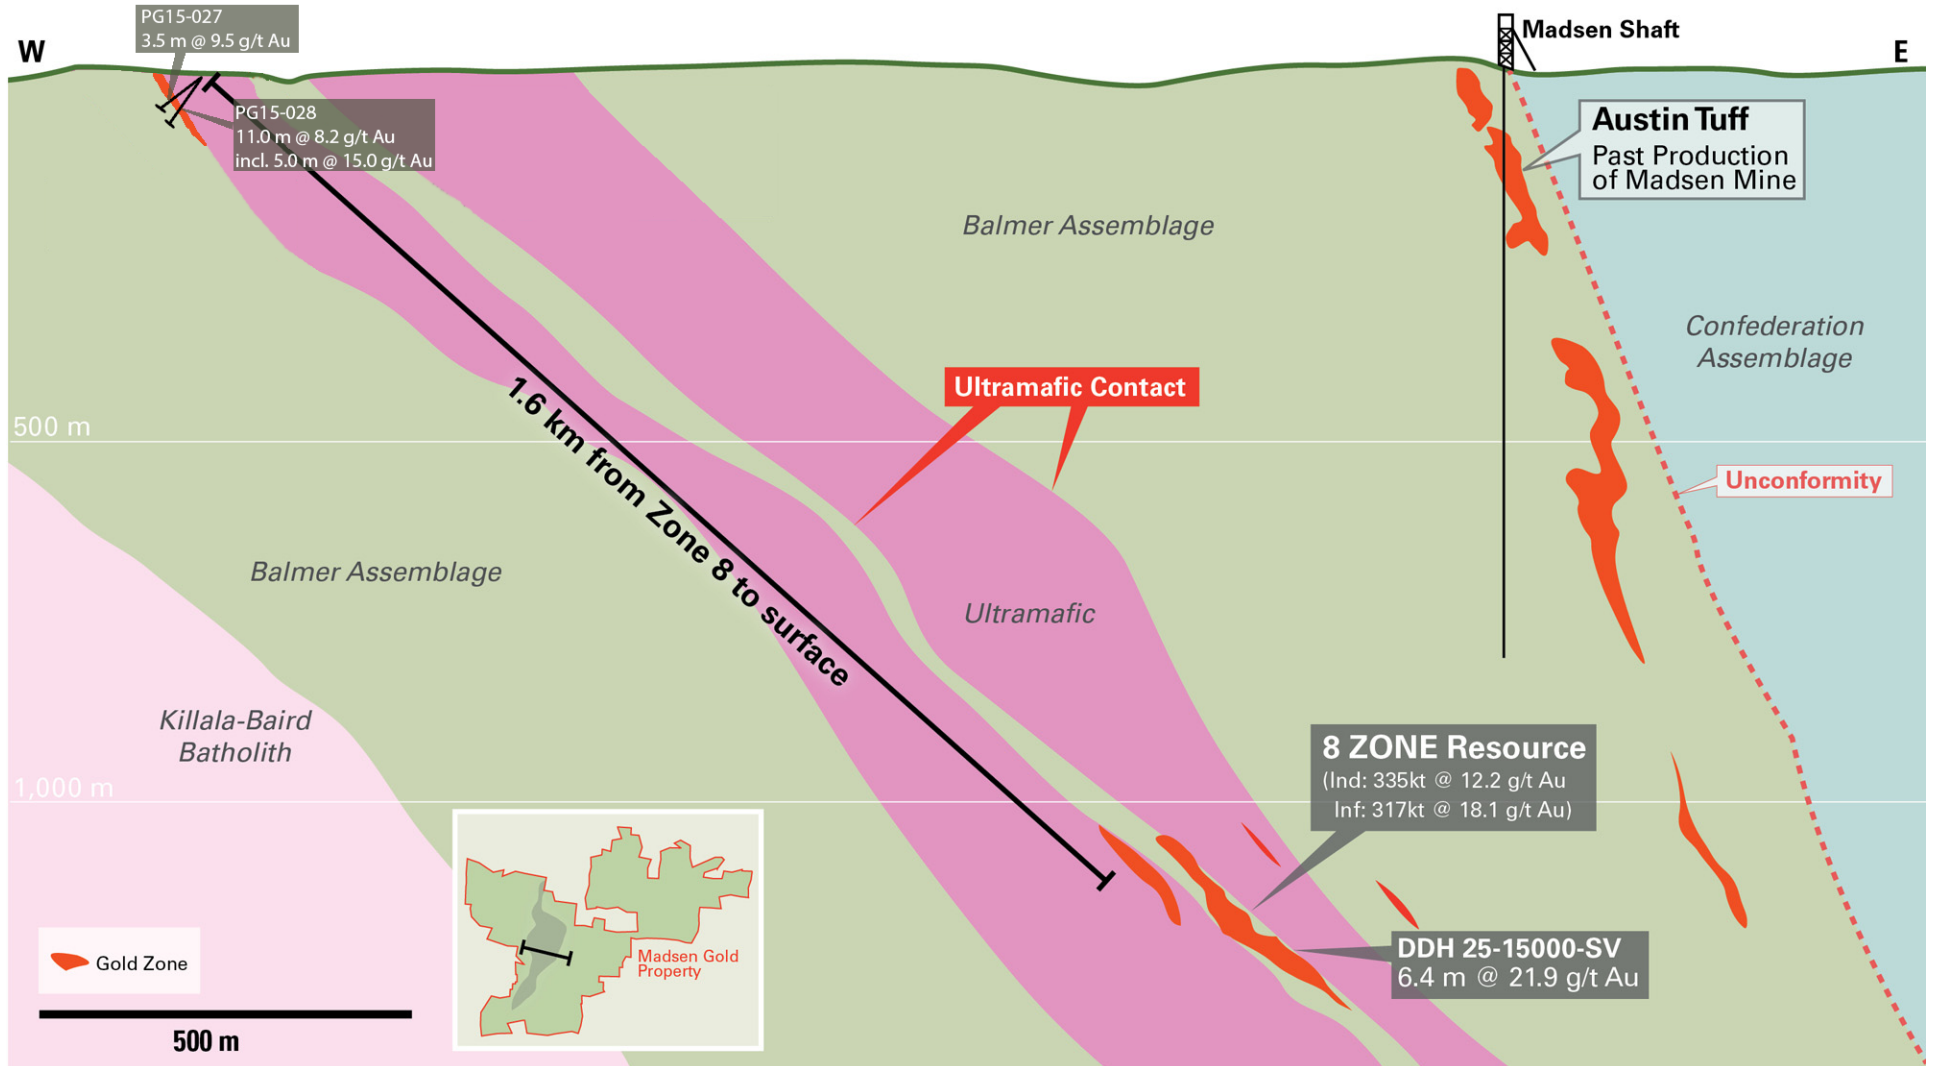 PG15-027
3.5 m @ 9.5 g/t Au
W
Madsen Shaft
E
PG15-028
11.0 m @ 8.2 g/t Au
incl. 5.0 m @ 15.0 g/t Au
Austin Tuff
Past Production
of Madsen Mine
Balmer Assemblage
Confederation
Assemblage
Ultramafic Contact
500 m
1.6 km from Zone 8 to surface
Unconformity
Balmer Assemblage
Ultramafic
Killala-Baird
Batholith
8 ZONE Resource
(Ind: 335kt @ 12.2 g/t Au
Inf: 317kt @ 18.1 g/t Au)
1,000 m
DDH 25-15000-SV
6.4 m @ 21.9 g/t Au
Madsen Gold
Property
Gold Zone
500 m